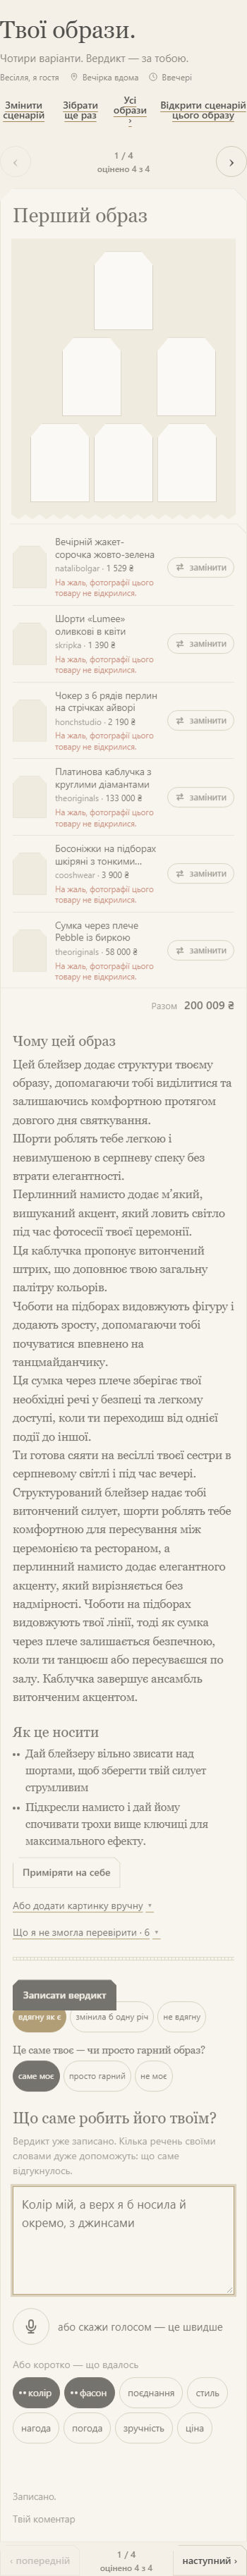 Твої образи.
Чотири варіанти. Вердикт — за тобою.
Весілля, я гостя Вечірка вдома Ввечері
Змінити сценарій
Зібрати ще раз
Усі образи ›
Відкрити сценарій цього образу
‹
1 / 4
оцінено 4 з 4
›
Перший образ
Вечірній жакет-
сорочка жовто-зелена
natalibolgar · 1 529 ₴
На жаль, фотографії цього
товару не відкрилися.
⇄ замінити
Шорти «Lumee»
оливкові в квіти
skripka · 1 390 ₴
На жаль, фотографії цього
товару не відкрилися.
⇄ замінити
Чокер з 6 рядів перлин
на стрічках айворі
honchstudio · 2 190 ₴
На жаль, фотографії цього
товару не відкрилися.
⇄ замінити
Платинова каблучка з
круглими діамантами
theoriginals · 133 000 ₴
На жаль, фотографії цього
товару не відкрилися.
⇄ замінити
Босоніжки на підборах
шкіряні з тонкими...
cooshwear · 3 900 ₴
На жаль, фотографії цього
товару не відкрилися.
⇄ замінити
Сумка через плече
Pebble із биркою
theoriginals · 58 000 ₴
На жаль, фотографії цього
товару не відкрилися.
⇄ замінити
Разом 200 009 ₴
Чому цей образ
Цей блейзер додає структури твоєму
образу, допомагаючи тобі виділитися та
залишаючись комфортною протягом
довгого дня святкування.
Шорти роблять тебе легкою і
невимушеною в серпневу спеку без
втрати елегантності.
Перлинний намисто додає м’який,
вишуканий акцент, який ловить світло
під час фотосесії твоєї церемонії.
Ця каблучка пропонує витончений
штрих, що доповнює твою загальну
палітру кольорів.
Чоботи на підборах видовжують фігуру і
додають зросту, допомагаючи тобі
почуватися впевнено на
танцмайданчику.
Ця сумка через плече зберігає твої
необхідні речі у безпеці та легкому
доступі, коли ти переходиш від однієї
події до іншої.
Ти готова сяяти на весіллі твоєї сестри в
серпневому світлі і під час вечері.
Структурований блейзер надає тобі
витончений силует, шорти роблять тебе
комфортною для пересування між
церемонією та рестораном, а
перлинний намисто додає елегантного
акценту, який вирізняється без
надмірності. Чоботи на підборах
видовжують твої лінії, тоді як сумка
через плече залишається безпечною,
коли ти танцюєш або пересуваєшся по
залу. Каблучка завершує ансамбль
витонченим акцентом.
Як це носити
Дай блейзеру вільно звисати над
шортами, щоб зберегти твій силует
струмливим
Підкресли намисто і дай йому
спочивати трохи вище ключиці для
максимального ефекту.
Приміряти на себе
Або додати картинку вручну
Що я не змогла перевірити · 6
Записати вердикт
вдягну як є змінила б одну річ не вдягну
Це саме твоє — чи просто гарний образ?
саме моє просто гарний не моє
Що саме робить його твоїм?
Вердикт уже записано. Кілька речень своїми
словами дуже допоможуть: що саме
відгукнулось.
Колір мій, а верх я б носила й
окремо, з джинсами
або скажи голосом — це швидше
Або коротко — що вдалось
колір фасон поєднання стиль
нагода погода зручність ціна
Записано.
Твій коментар
‹ попередній
1 / 4
оцінено 4 з 4
наступний ›